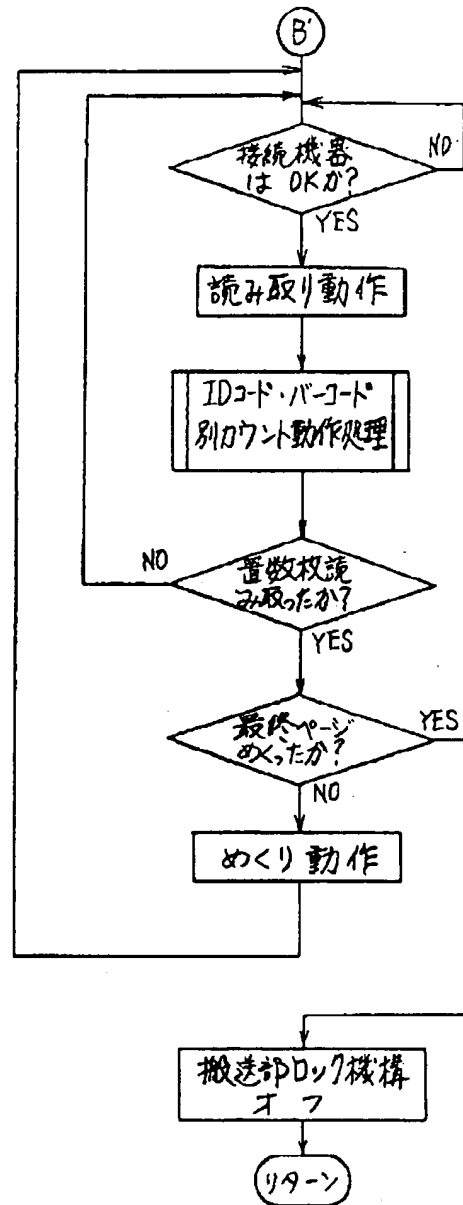 B'
接続機器
は OKか?
NO
YES
読み取り動作
IDコード・バーコード
別カウント動作処理
NO
置数枚読
み取ったか?
YES
最終ページ
めくったか?
YES
NO
めくり動作
搬送部ロック機構
オフ
リターン